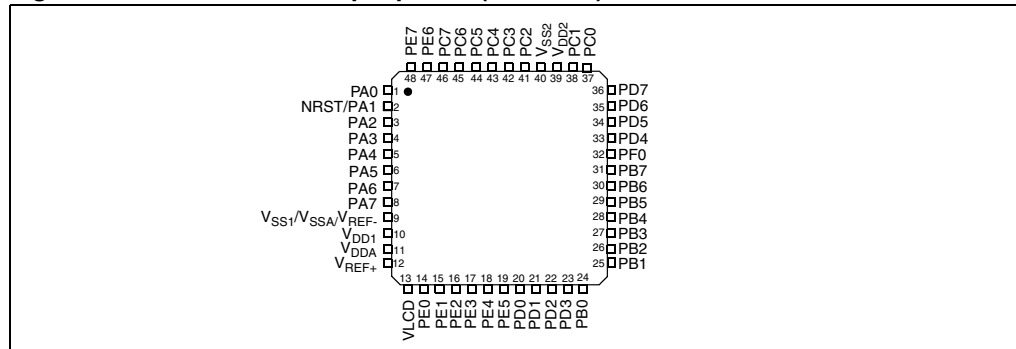 PE7 PE6 PC7 PC6 PC5 PC4 PC3 PC2 VSS2 VDD2 PC1 PC0
48 47 46 45 44 43 42 41 40 39 38 37
PA0 1 36 PD7
NRST/PA1 2 35 PD6
PA2 3 34 PD5
PA3 4 33 PD4
PA4 5 32 PF0
PA5 6 31 PB7
PA6 7 30 PB6
PA7 8 29 PB5
VSS1/VSSA/VREF- 9 28 PB4
VDD1 10 27 PB3
VDDA 11 26 PB2
VREF+ 12 25 PB1
13 14 15 16 17 18 19 20 21 22 23 24
VLCD PE0 PE1 PE2 PE3 PE4 PE5 PD0 PD1 PD2 PD3 PB0